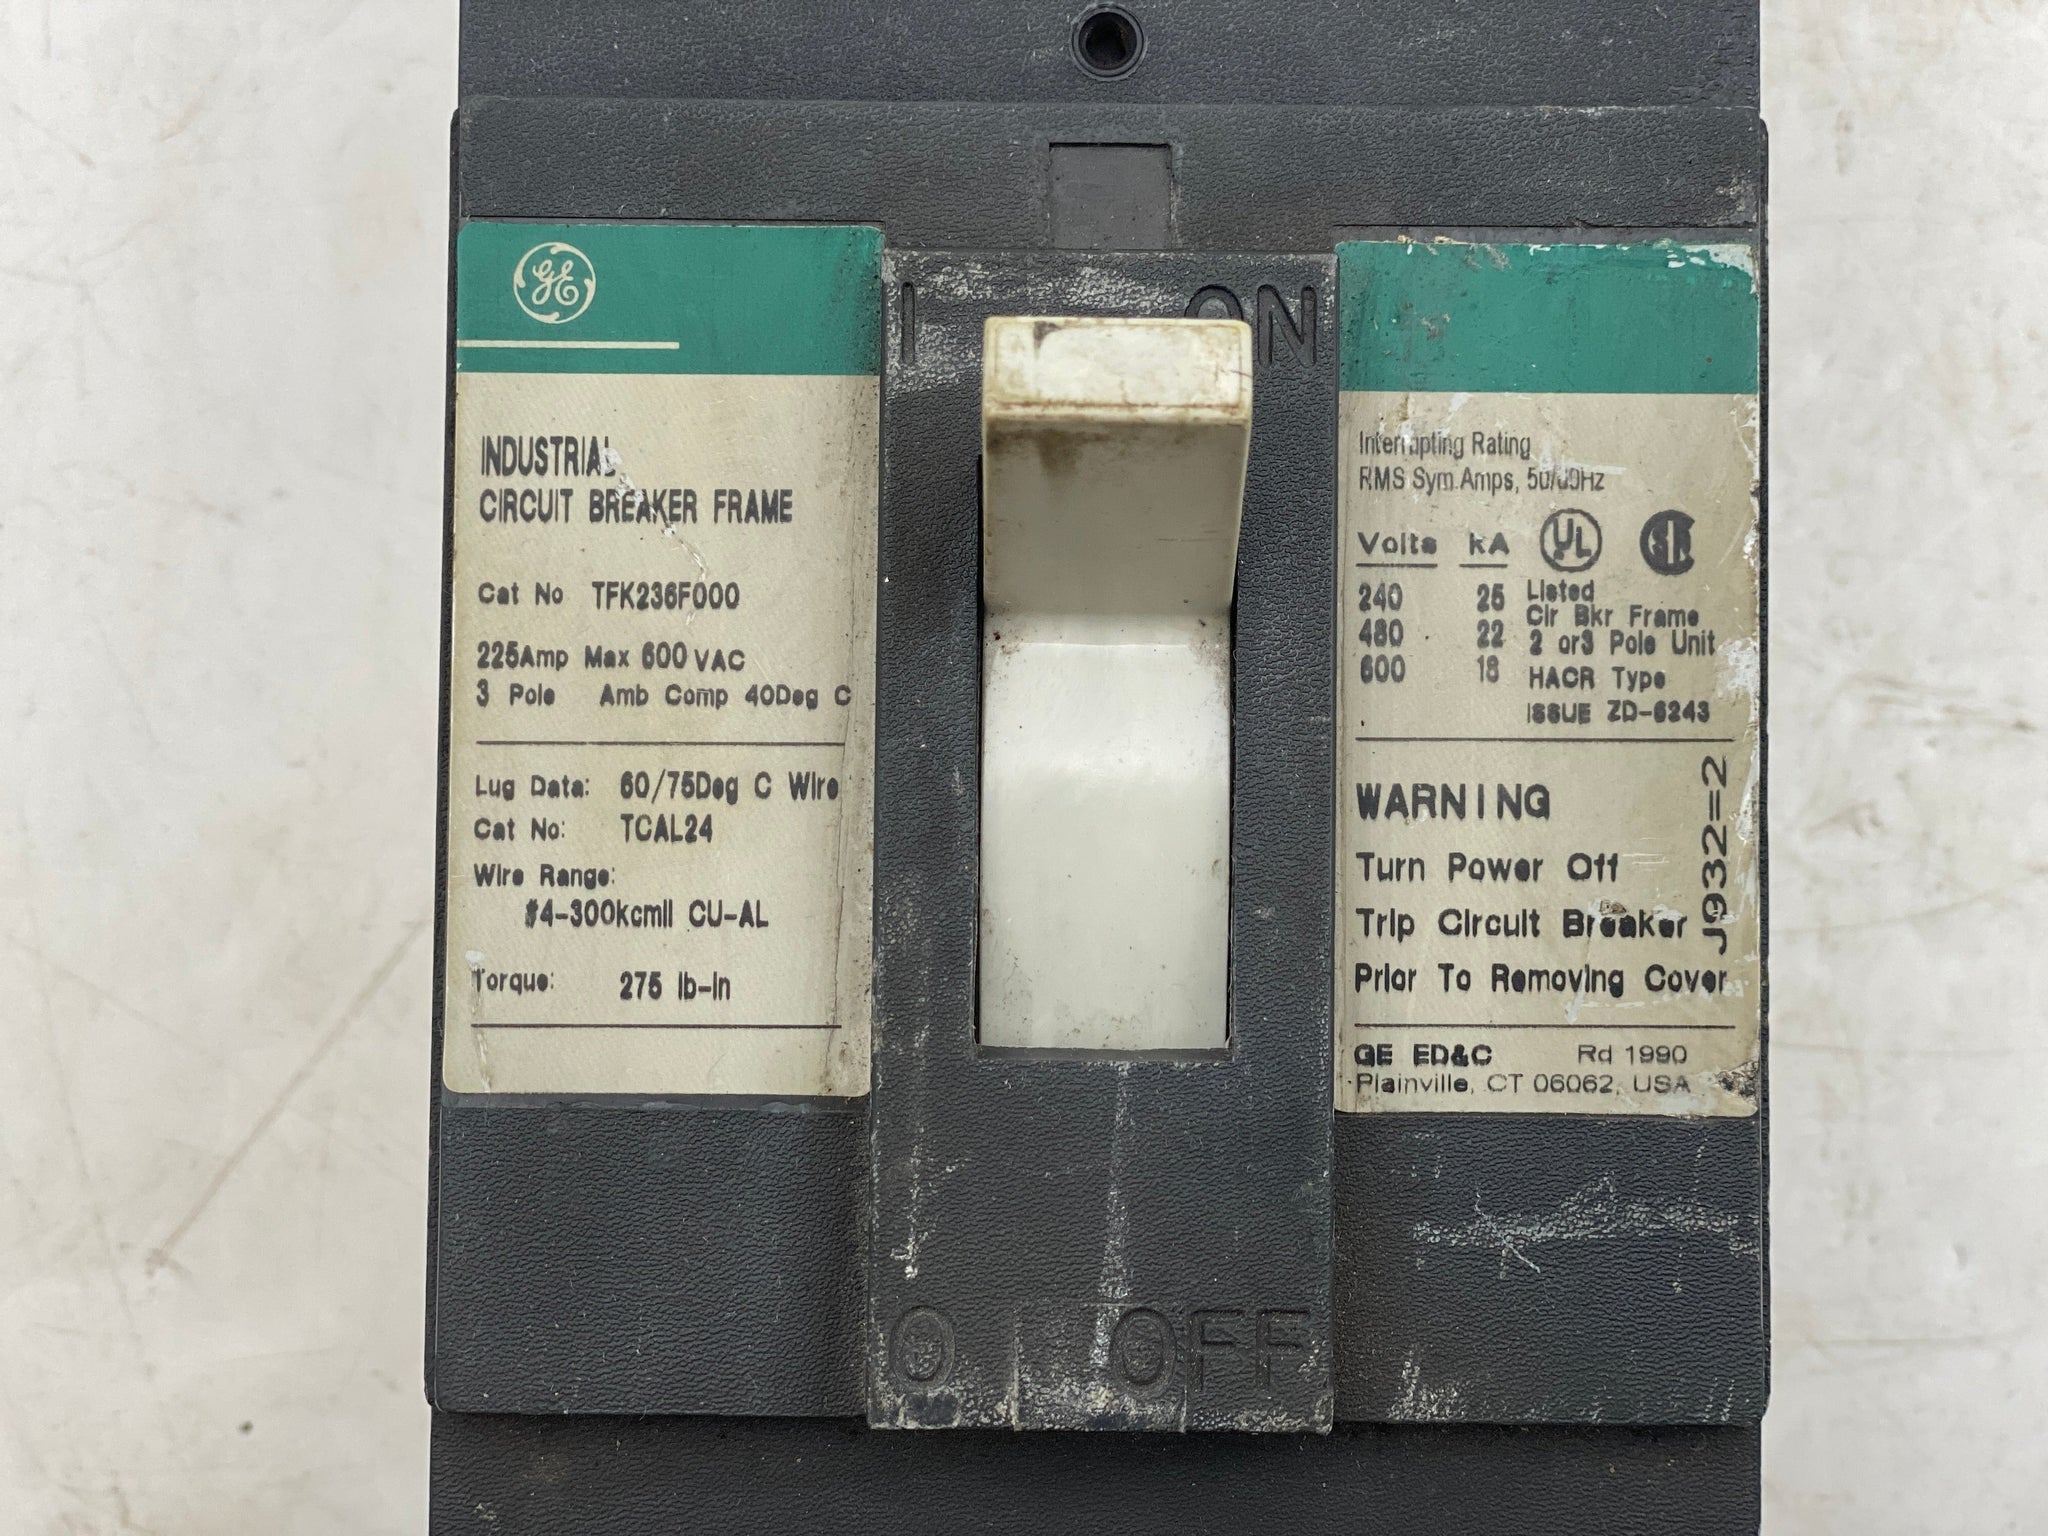 GE
INDUSTRIAL
CIRCUIT BREAKER FRAME
Cat No TFK236F000
225Amp Max 600 VAC
3 Pole Amb Comp 40Deg C
Lug Data: 60/75Deg C Wire
Cat No: TCAL24
Wire Range:
#4-300kcmil CU-AL
Torque: 275 lb-in
I ON
O OFF
Interrupting Rating
RMS Sym Amps, 50/60Hz
Volts kA UL SA
240 25 Listed
Cir Bkr Frame
480 22 2 or3 Pole Unit
600 18 HACR Type
ISSUE ZD-6243
WARNING
Turn Power Off
Trip Circuit Breaker
Prior To Removing Cover
J932=2
GE ED&C Rd 1990
Plainville, CT 06062, USA